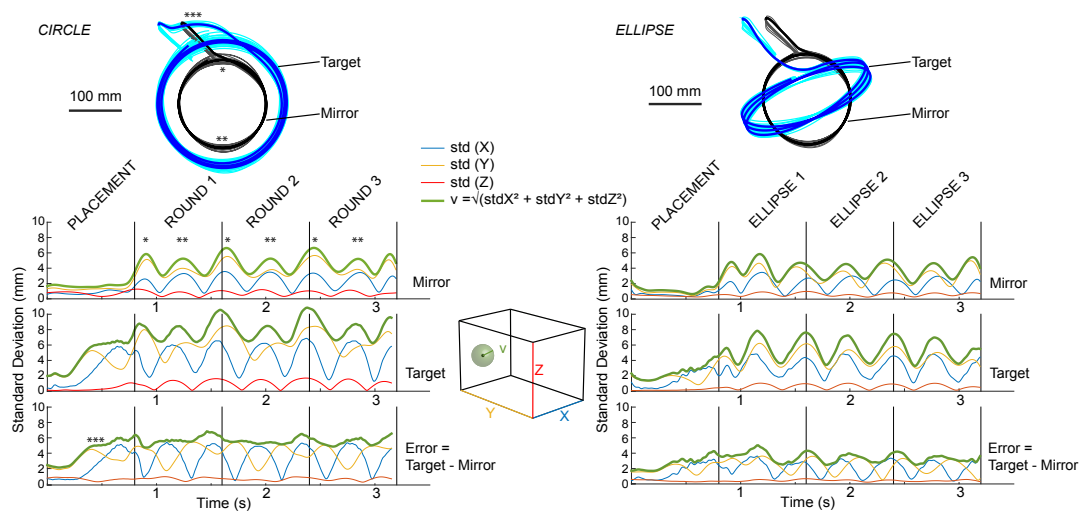 CIRCLE
***
Target
*
100 mm
Mirror
**
ELLIPSE
Target
100 mm
Mirror
std (X)
std (Y)
std (Z)
v =√(stdX² + stdY² + stdZ²)
PLACEMENT
ROUND 1
ROUND 2
ROUND 3
10
8
6
4
2
0
* ** * ** * **
Mirror
1 2 3
10
8
6
4
2
0
Target
1 2 3
10
8
6
4
2
0
***
Error =
Target - Mirror
1 2 3
Time (s)
Standard Deviation (mm)
v
Z
Y
X
PLACEMENT
ELLIPSE 1
ELLIPSE 2
ELLIPSE 3
10
8
6
4
2
0
Mirror
1 2 3
10
8
6
4
2
0
Target
1 2 3
10
8
6
4
2
0
Error =
Target - Mirror
1 2 3
Time (s)
Standard Deviation (mm)